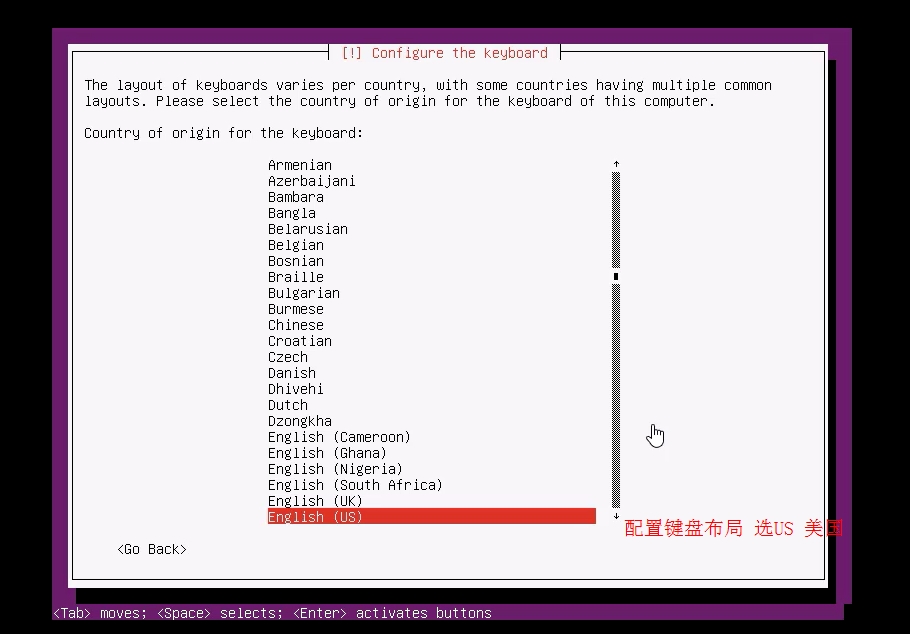 [!] Configure the keyboard
The layout of keyboards varies per country, with some countries having multiple common
layouts. Please select the country of origin for the keyboard of this computer.
Country of origin for the keyboard:
Armenian
Azerbaijani
Bambara
Bangla
Belarusian
Belgian
Bosnian
Braille
Bulgarian
Burmese
Chinese
Croatian
Czech
Danish
Dhivehi
Dutch
Dzongkha
English (Cameroon)
English (Ghana)
English (Nigeria)
English (South Africa)
English (UK)
English (US)
配置键盘布局 选US 美国
<Go Back>
<Tab> moves; <Space> selects; <Enter> activates buttons